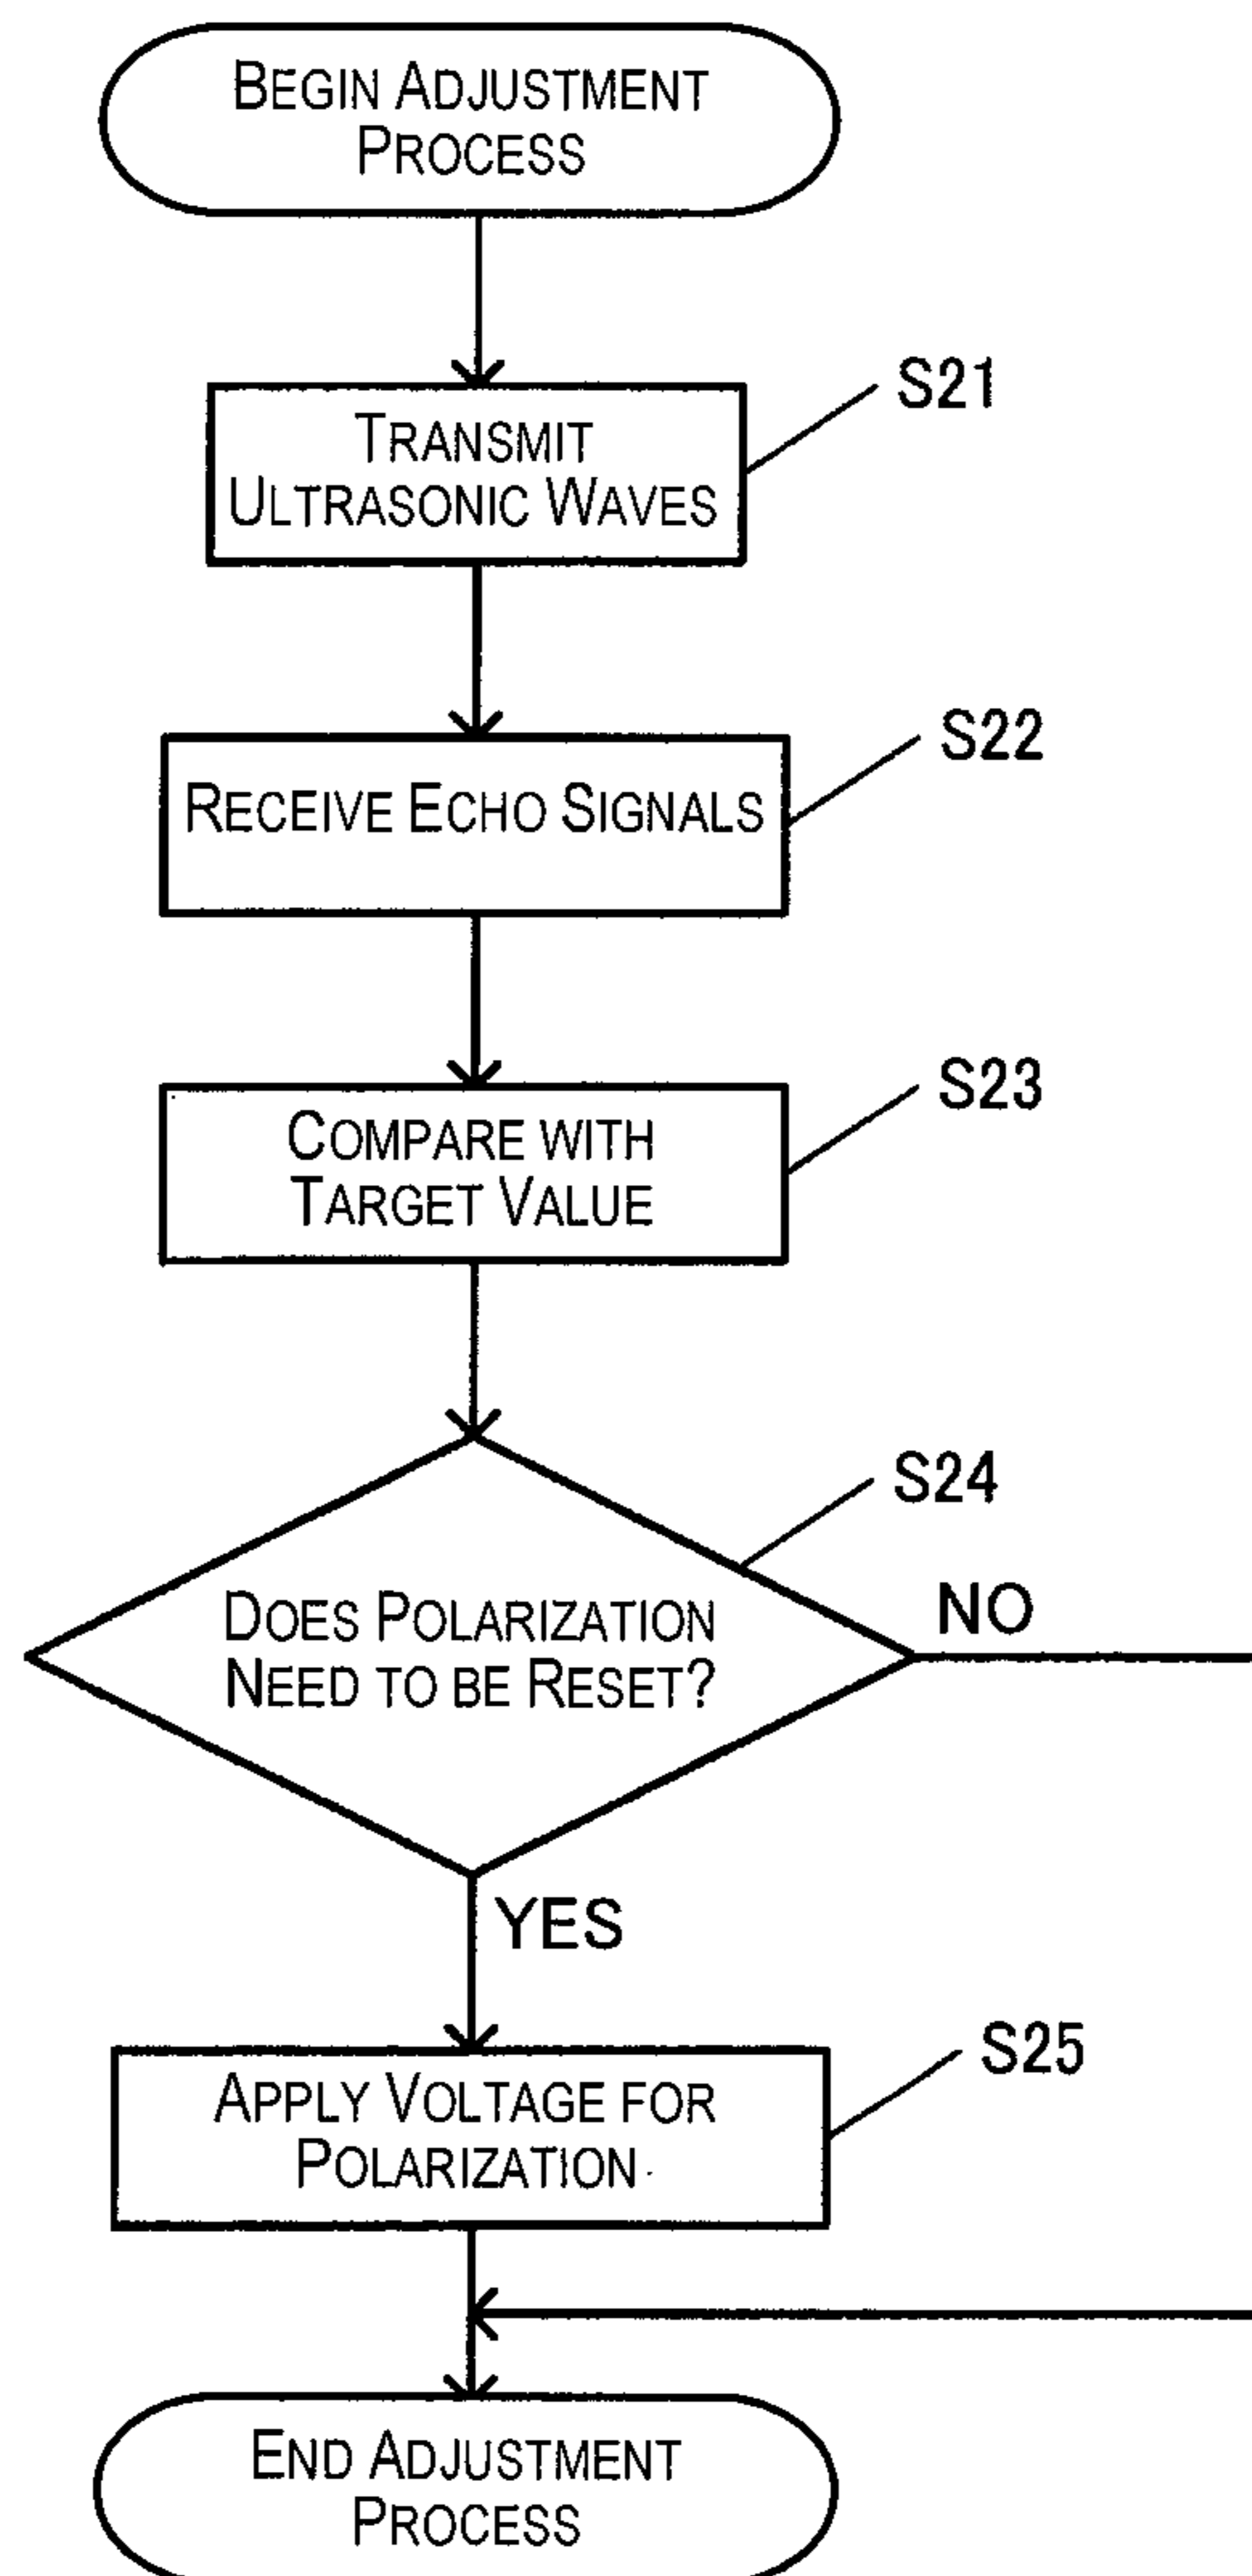 BEGIN ADJUSTMENT
PROCESS
S21
TRANSMIT
ULTRASONIC WAVES
S22
RECEIVE ECHO SIGNALS
S23
COMPARE WITH
TARGET VALUE
S24
DOES POLARIZATION
NEED TO BE RESET?
NO
YES
S25
APPLY VOLTAGE FOR
POLARIZATION
END ADJUSTMENT
PROCESS